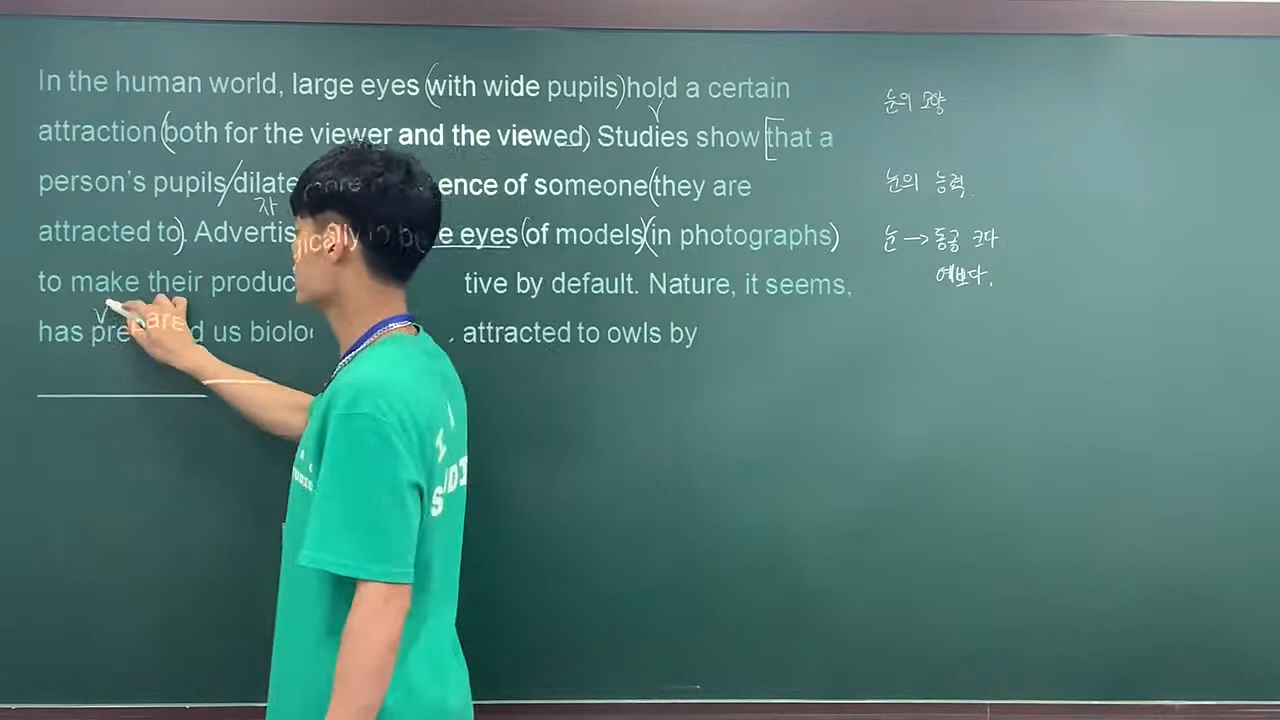 In the human world, large eyes (with wide pupils) hold a certain
attraction (both for the viewer and the viewed). Studies show [that a
person's pupils/dilate ence of someone (they are
자
attracted to). Advertis e eyes (of models)(in photographs)
to make their produc tive by default. Nature, it seems,
has prepared us biolo gically to b attracted to owls by
눈의 모양
눈의 능력.
눈 → 동공 크다.
예쁘다.